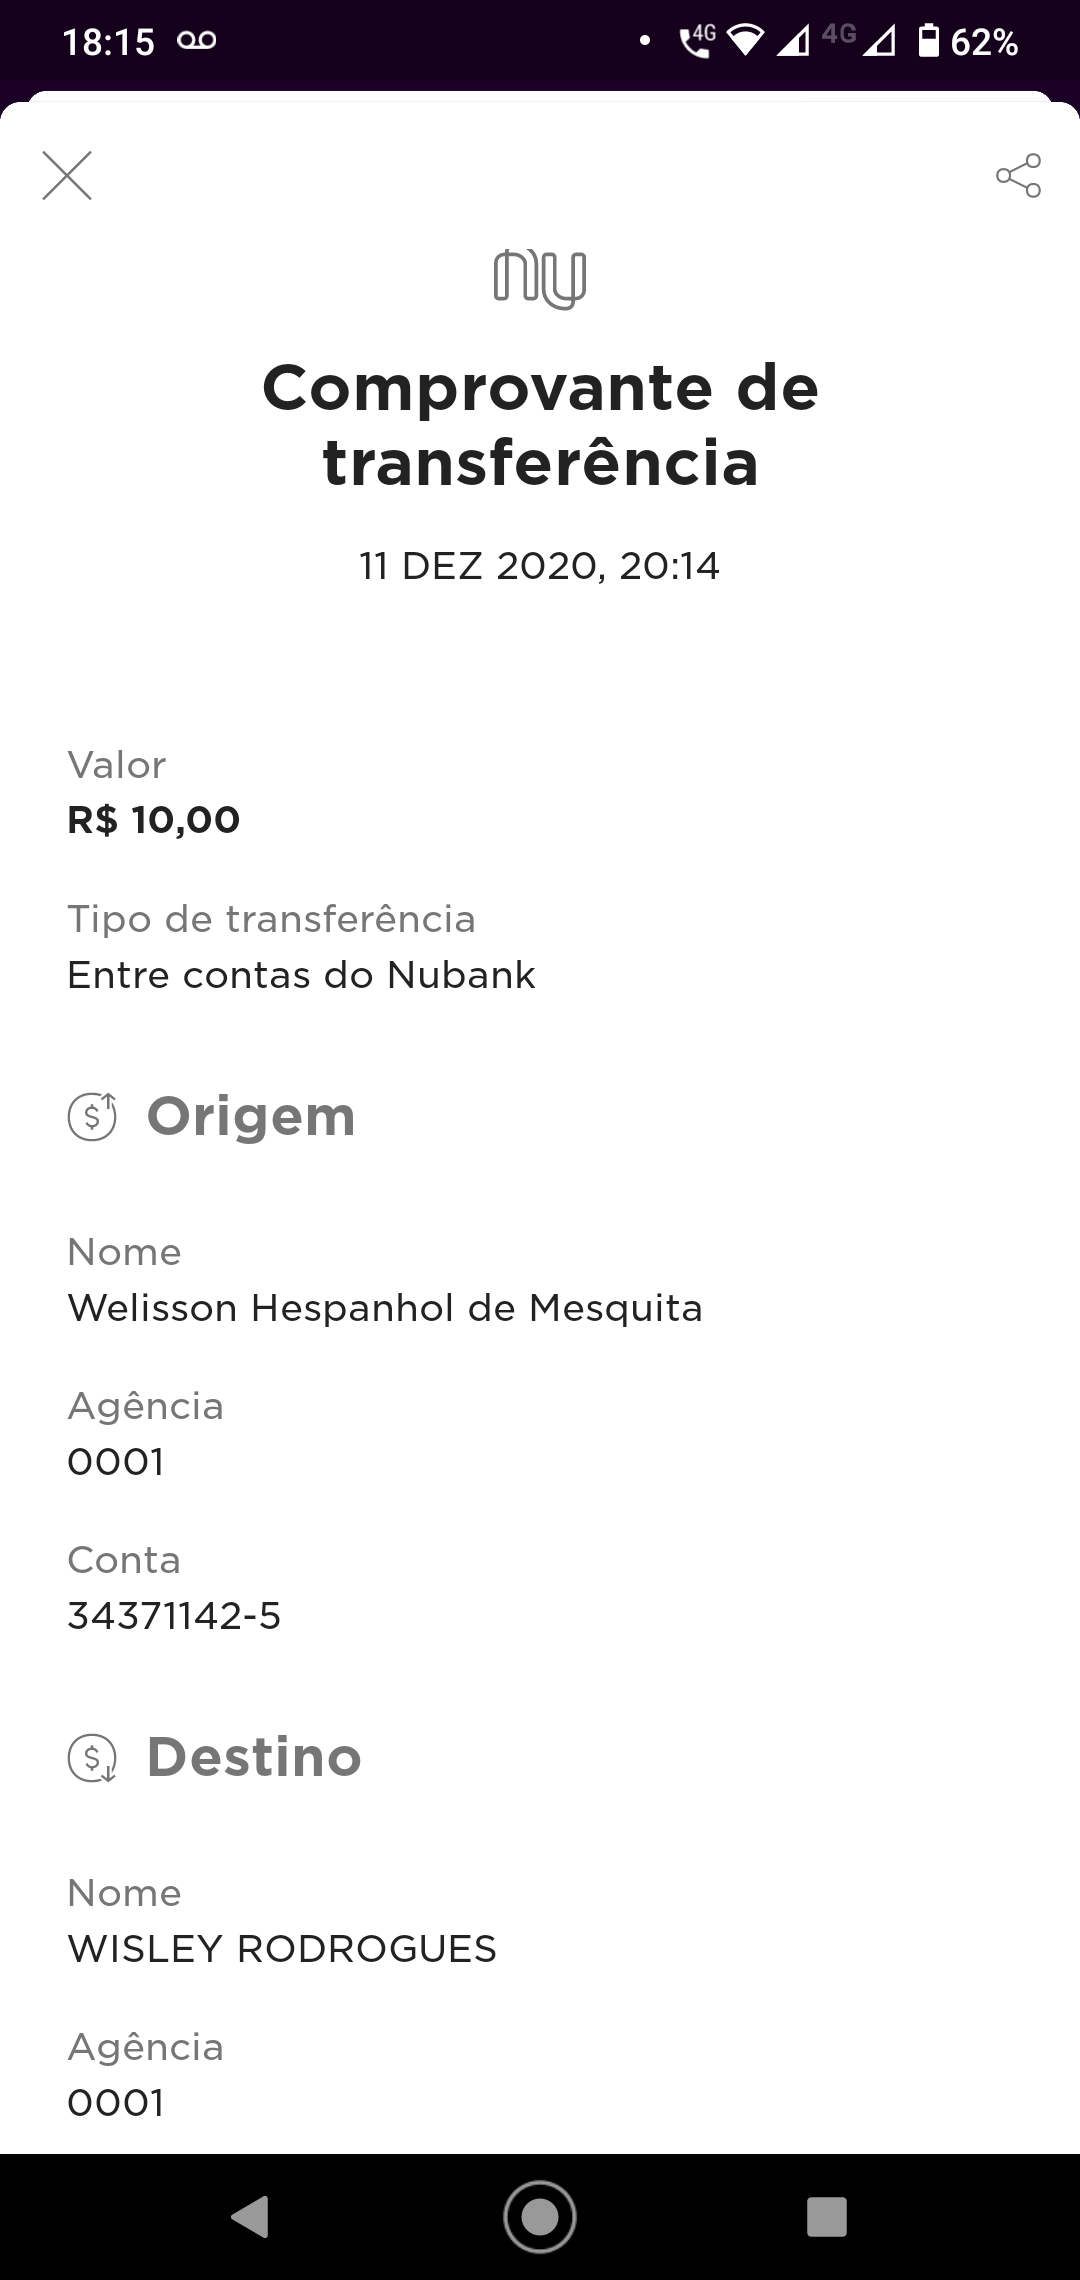 18:15 4G 4G 62%
nu
Comprovante de
transferência
11 DEZ 2020, 20:14
Valor
R$ 10,00
Tipo de transferência
Entre contas do Nubank
Origem
Nome
Welisson Hespanhol de Mesquita
Agência
0001
Conta
34371142-5
Destino
Nome
WISLEY RODROGUES
Agência
0001